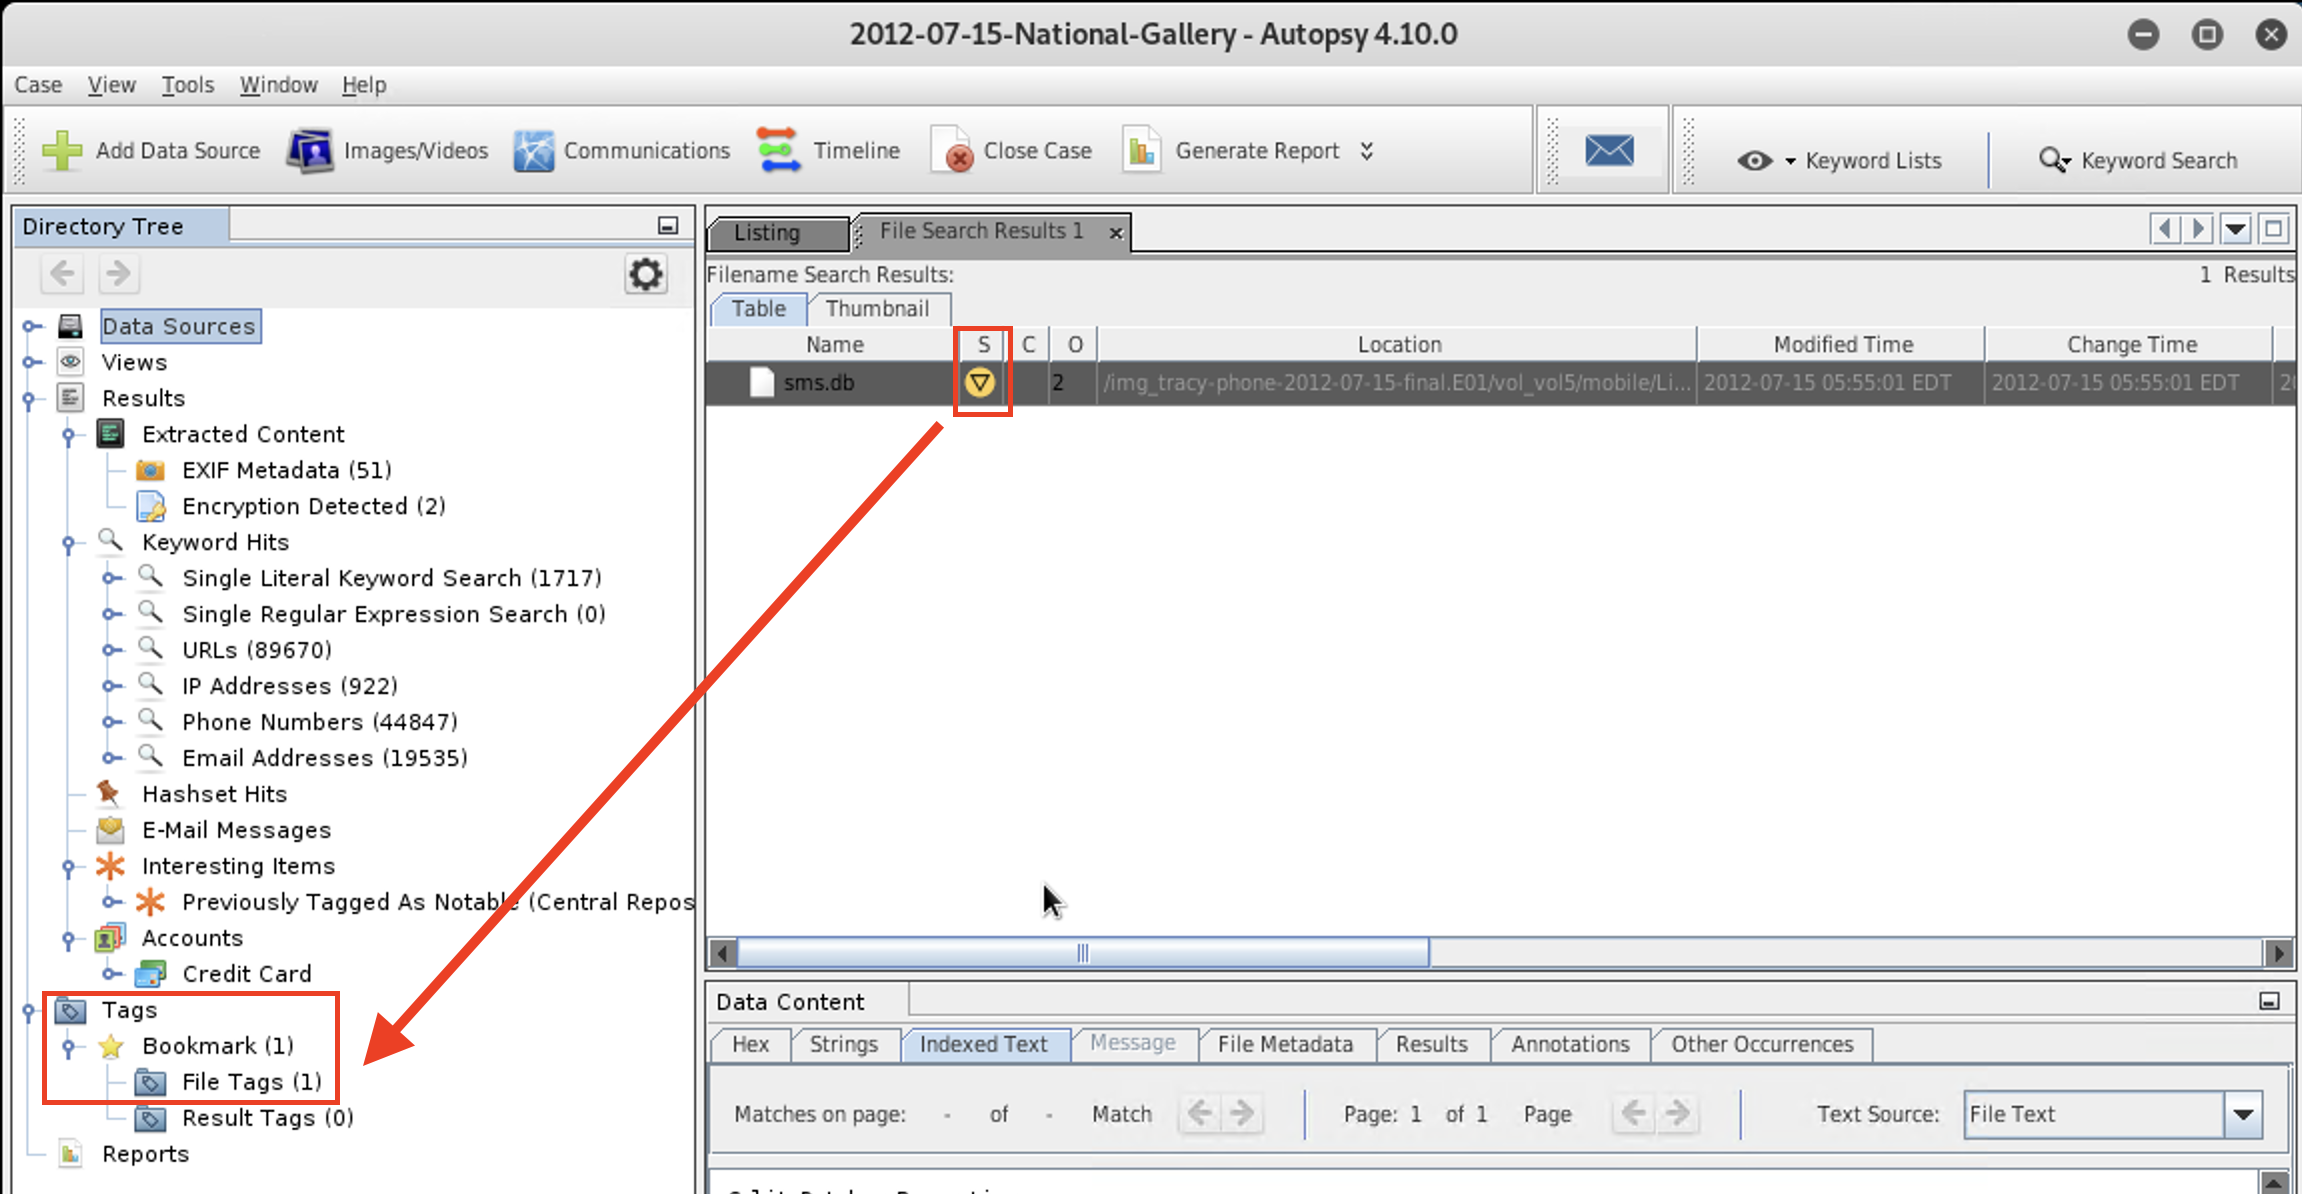 2012-07-15-National-Gallery - Autopsy 4.10.0
Case View Tools Window Help
Add Data Source Images/Videos Communications Timeline Close Case Generate Report Keyword Lists Keyword Search
Directory Tree
Data Sources
Views
Results
Extracted Content
EXIF Metadata (51)
Encryption Detected (2)
Keyword Hits
Single Literal Keyword Search (1717)
Single Regular Expression Search (0)
URLs (89670)
IP Addresses (922)
Phone Numbers (44847)
Email Addresses (19535)
Hashset Hits
E-Mail Messages
Interesting Items
Previously Tagged As Notable (Central Repos
Accounts
Credit Card
Tags
Bookmark (1)
File Tags (1)
Result Tags (0)
Reports
Listing File Search Results 1
Filename Search Results: 1 Results
Table Thumbnail
Name S C O Location Modified Time Change Time
sms.db 2 /img_tracy-phone-2012-07-15-final.E01/vol_vol5/mobile/Li... 2012-07-15 05:55:01 EDT 2012-07-15 05:55:01 EDT
Data Content
Hex Strings Indexed Text Message File Metadata Results Annotations Other Occurrences
Matches on page: - of - Match Page: 1 of 1 Page Text Source: File Text